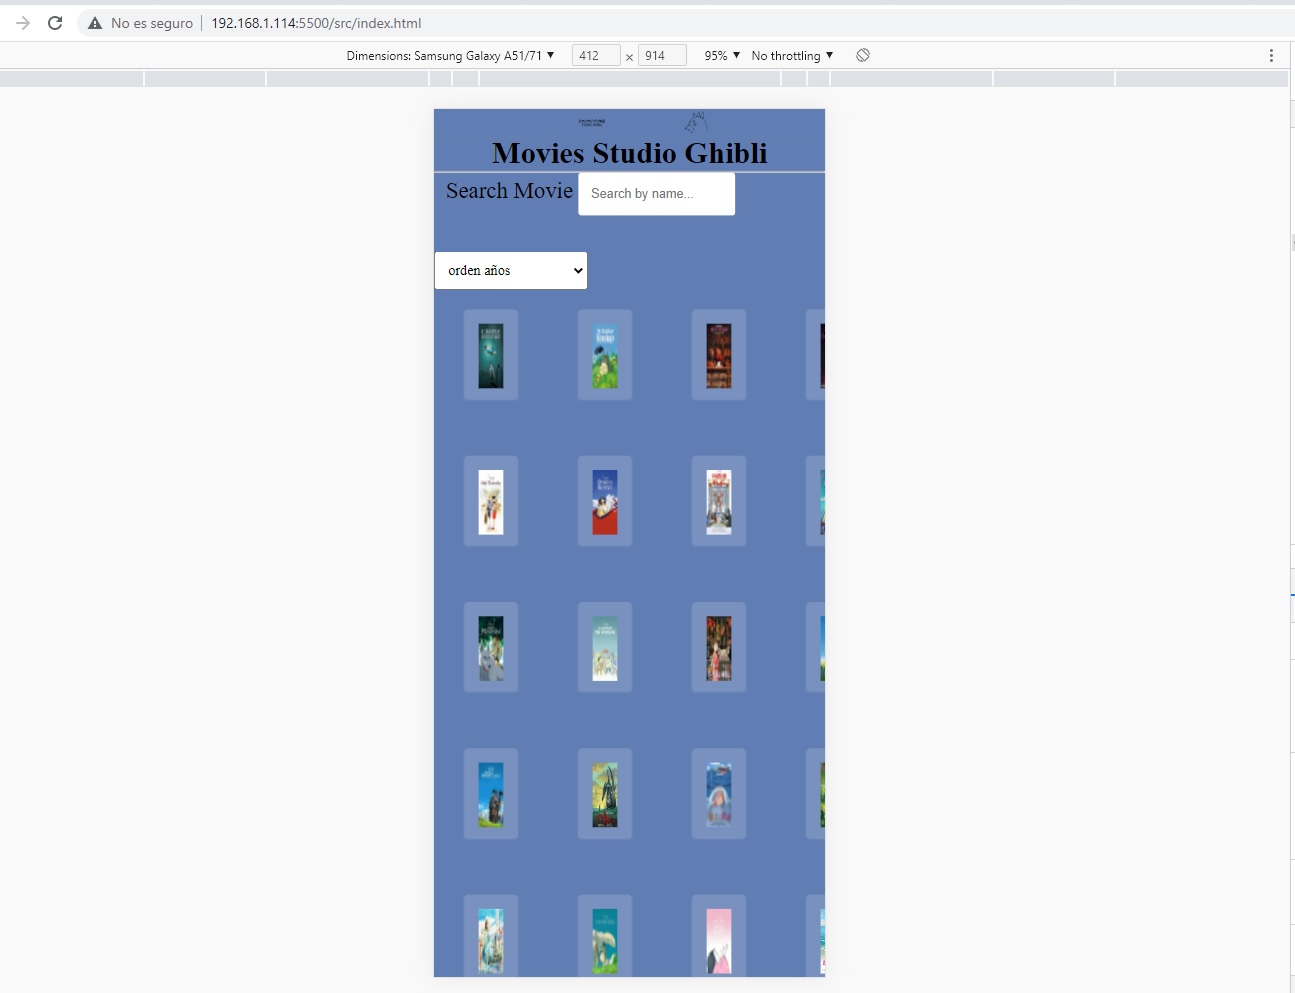 No es seguro 192.168.1.114:5500/src/index.html
Dimensions: Samsung Galaxy A51/71 412 × 914 95% No throttling
Movies Studio Ghibli
Search Movie Search by name...
orden años